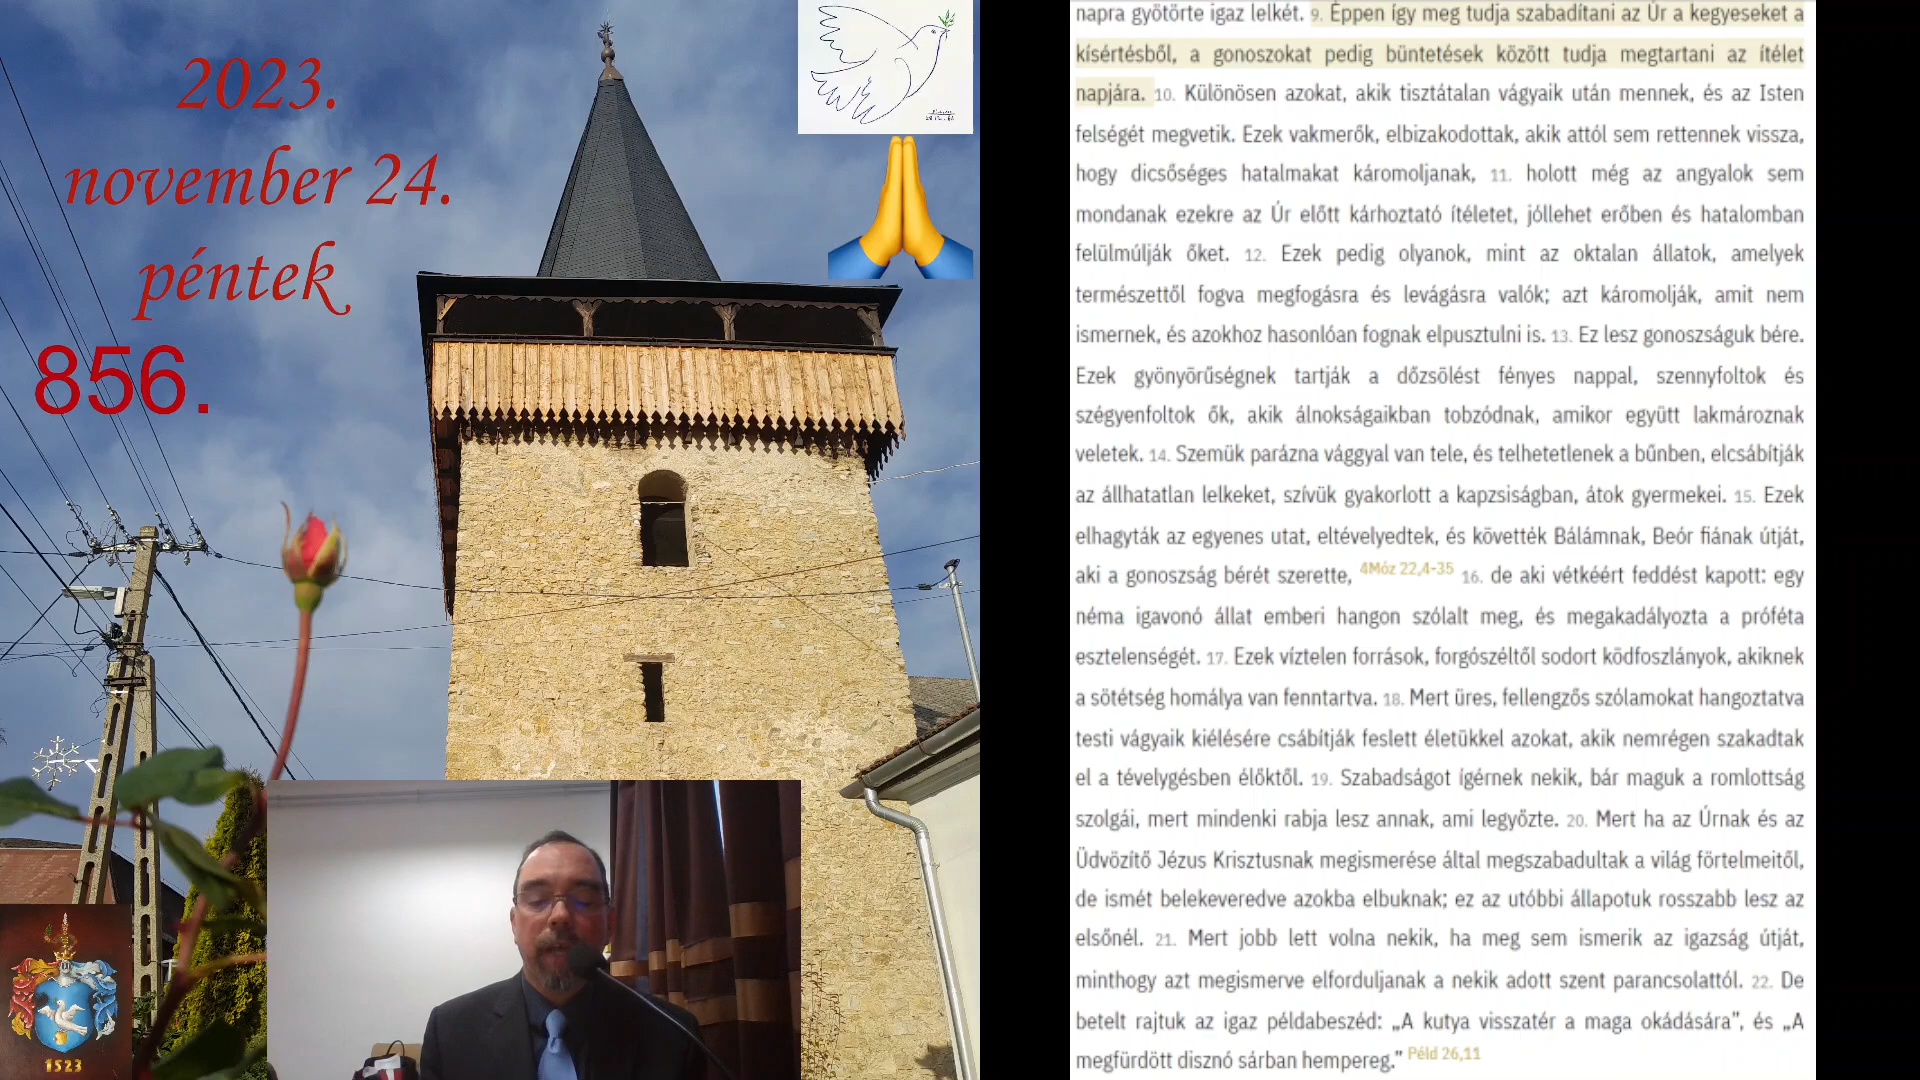 2023.
november 24.
péntek
856.
1523
napra gyötörte igaz lelkét. 9. Éppen így meg tudja szabadítani az Úr a kegyeseket a
kísértésből, a gonoszokat pedig büntetések között tudja megtartani az ítélet
napjára. 10. Különösen azokat, akik tisztátalan vágyaik után mennek, és az Isten
felségét megvetik. Ezek vakmerők, elbizakodottak, akik attól sem rettennek vissza,
hogy dicsőséges hatalmakat káromoljanak, 11. holott még az angyalok sem
mondanak ezekre az Úr előtt kárhoztató ítéletet, jóllehet erőben és hatalomban
felülmúlják őket. 12. Ezek pedig olyanok, mint az oktalan állatok, amelyek
természettől fogva megfogásra és levágásra valók; azt káromolják, amit nem
ismernek, és azokhoz hasonlóan fognak elpusztulni is. 13. Ez lesz gonoszságuk bére.
Ezek gyönyörűségnek tartják a dőzsölést fényes nappal, szennyfoltok és
szégyenfoltok ők, akik álnokságaikban tobzódnak, amikor együtt lakmároznak
veletek. 14. Szemük parázna vággyal van tele, és telhetetlenek a bűnben, elcsábítják
az állhatatlan lelkeket, szívük gyakorlott a kapzsiságban, átok gyermekei. 15. Ezek
elhagyták az egyenes utat, eltévelyedtek, és követték Bálámnak, Beór fiának útját,
aki a gonoszság bérét szerette, 4Móz 22,4-35 16. de aki vétkéért feddést kapott: egy
néma igavonó állat emberi hangon szólalt meg, és megakadályozta a próféta
esztelenségét. 17. Ezek víztelen források, forgószéltől sodort ködfoszlányok, akiknek
a sötétség homálya van fenntartva. 18. Mert üres, fellengzős szólamokat hangoztatva
testi vágyaik kiélésére csábítják feslett életükkel azokat, akik nemrégen szakadtak
el a tévelygésben élőktől. 19. Szabadságot ígérnek nekik, bár maguk a romlottság
szolgái, mert mindenki rabja lesz annak, ami legyőzte. 20. Mert ha az Úrnak és az
Üdvözítő Jézus Krisztusnak megismerése által megszabadultak a világ förtelmeitől,
de ismét belekeveredve azokba elbuknak; ez az utóbbi állapotuk rosszabb lesz az
elsőnél. 21. Mert jobb lett volna nekik, ha meg sem ismerik az igazság útját,
minthogy azt megismerve elforduljanak a nekik adott szent parancsolattól. 22. De
betelt rajtuk az igaz példabeszéd: „A kutya visszatér a maga okádására”, és „A
megfürdött disznó sárban hempereg.” Péld 26,11